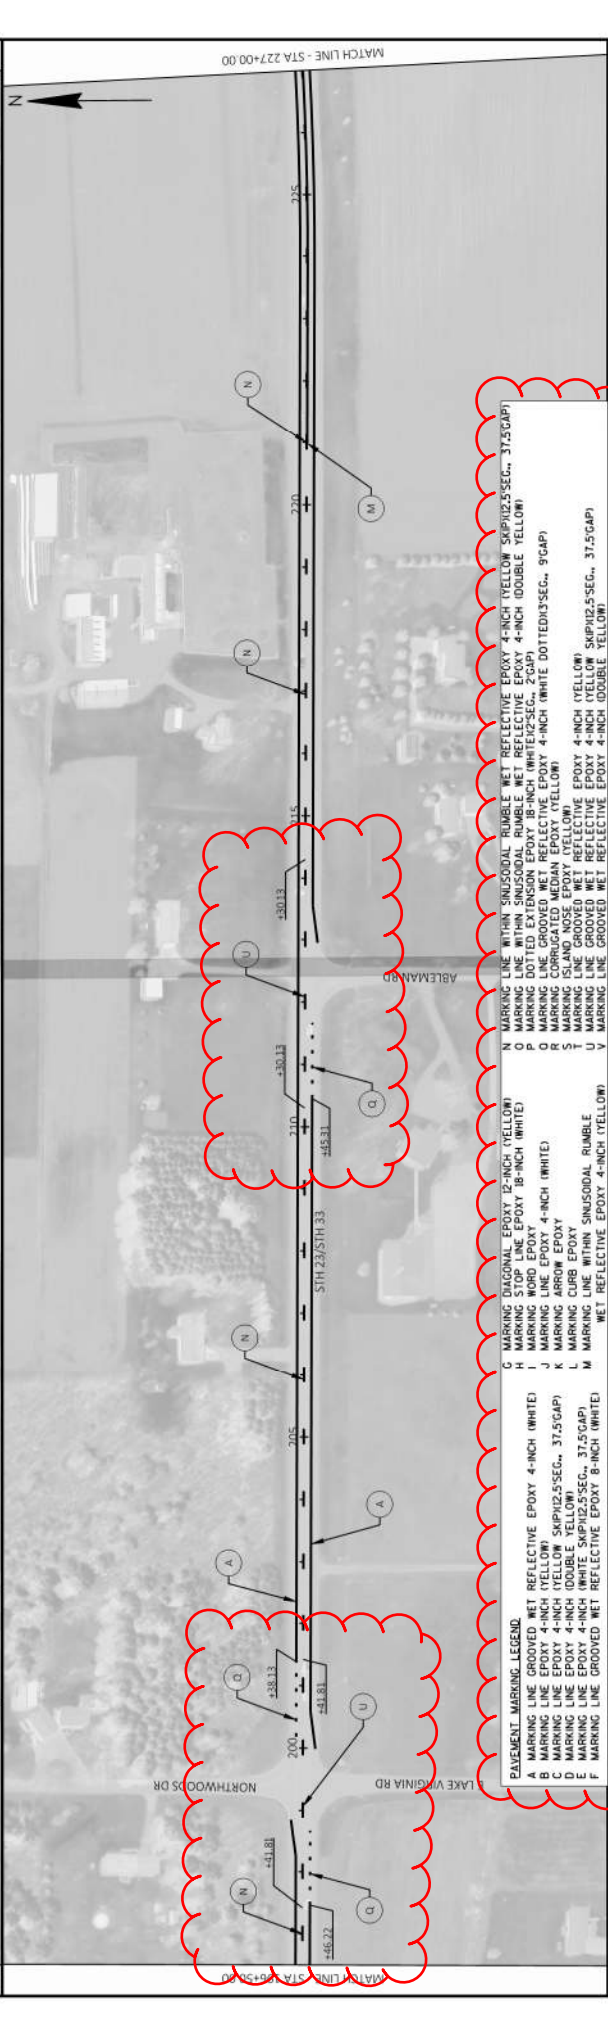 MATCH LINE - STA 227+00.00
N
225
N
M
220
N
215
+30.13
U
ABLEMAN RD
+30.13
Q
210
+45.31
STH 23/STH 33
N
205
A
A
Q
+38.13
+41.81
U
200
NORTHWOODS DR
E LAKE VIRGINIA RD
+41.81
N
Q
+46.22
MATCH LINE - STA 196+50.00
PAVEMENT MARKING LEGEND
A MARKING LINE GROOVED WET REFLECTIVE EPOXY 4-INCH (WHITE)
B MARKING LINE EPOXY 4-INCH (YELLOW)
C MARKING LINE EPOXY 4-INCH (YELLOW SKIP)(12.5'SEG., 37.5'GAP)
D MARKING LINE EPOXY 4-INCH (DOUBLE YELLOW)
E MARKING LINE EPOXY 4-INCH (WHITE SKIP)(12.5'SEG., 37.5'GAP)
F MARKING LINE GROOVED WET REFLECTIVE EPOXY 8-INCH (WHITE)
G MARKING DIAGONAL EPOXY 12-INCH (YELLOW)
H MARKING STOP LINE EPOXY 18-INCH (WHITE)
I MARKING WORD EPOXY
J MARKING LINE EPOXY 4-INCH (WHITE)
K MARKING ARROW EPOXY
L MARKING CURB EPOXY
M MARKING LINE WITHIN SINUSOIDAL RUMBLE
WET REFLECTIVE EPOXY 4-INCH (YELLOW)
N MARKING LINE WITHIN SINUSOIDAL RUMBLE WET REFLECTIVE EPOXY 4-INCH (YELLOW SKIP)(12.5'SEG., 37.5'GAP)
O MARKING LINE WITHIN SINUSOIDAL RUMBLE WET REFLECTIVE EPOXY 4-INCH (DOUBLE YELLOW)
P MARKING DOTTED EXTENSION EPOXY 18-INCH (WHITE)(2'SEG., 2'GAP)
Q MARKING LINE GROOVED WET REFLECTIVE EPOXY 4-INCH (WHITE DOTTED)(3'SEG., 9'GAP)
R MARKING CORRUGATED MEDIAN EPOXY (YELLOW)
S MARKING ISLAND NOSE EPOXY (YELLOW)
T MARKING LINE GROOVED WET REFLECTIVE EPOXY 4-INCH (YELLOW)
U MARKING LINE GROOVED WET REFLECTIVE EPOXY 4-INCH (YELLOW SKIP)(12.5'SEG., 37.5'GAP)
V MARKING LINE GROOVED WET REFLECTIVE EPOXY 4-INCH (DOUBLE YELLOW)